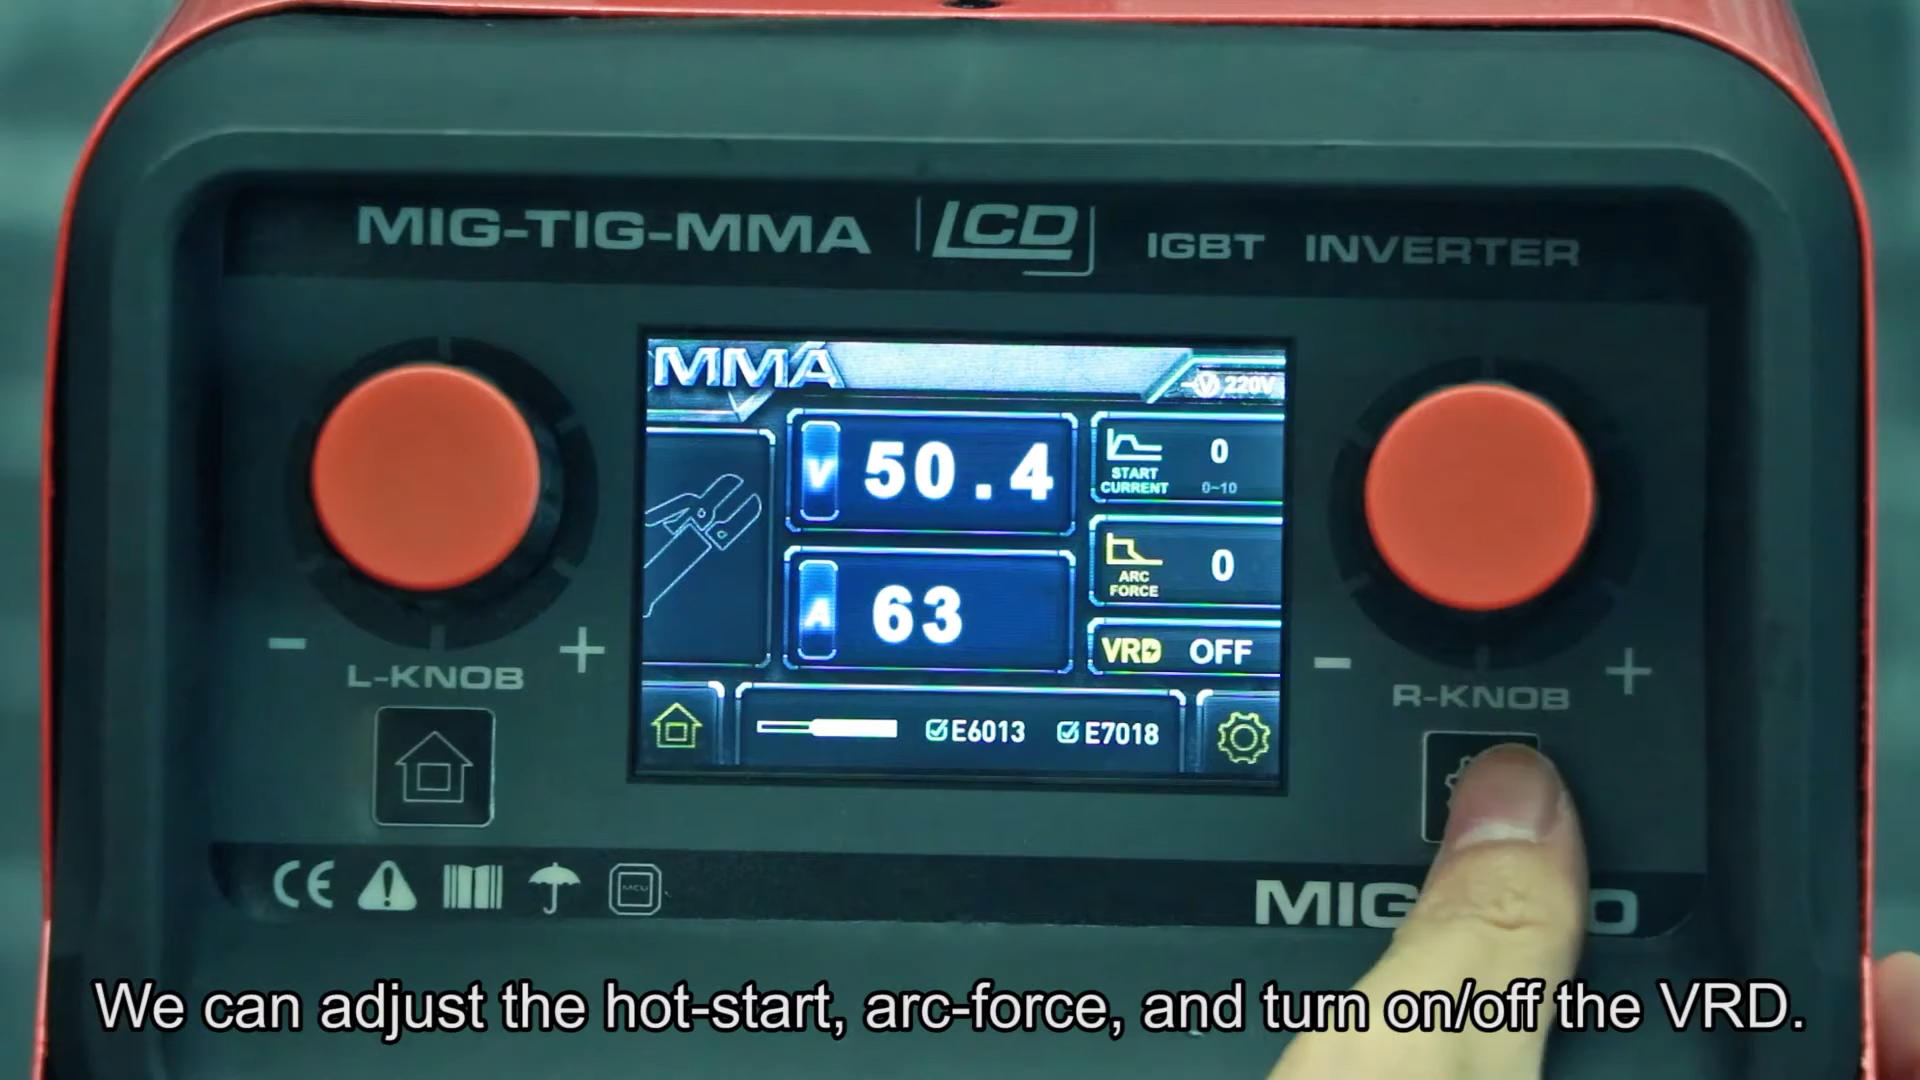 MIG-TIG-MMA LCD IGBT INVERTER
MMA
220V
V 50.4
A 63
START
CURRENT
0
0~10
ARC
FORCE
0
VRD OFF
E6013 E7018
- L-KNOB +
- R-KNOB +
CE
MCU
We can adjust the hot-start, arc-force, and turn on/off the VRD.